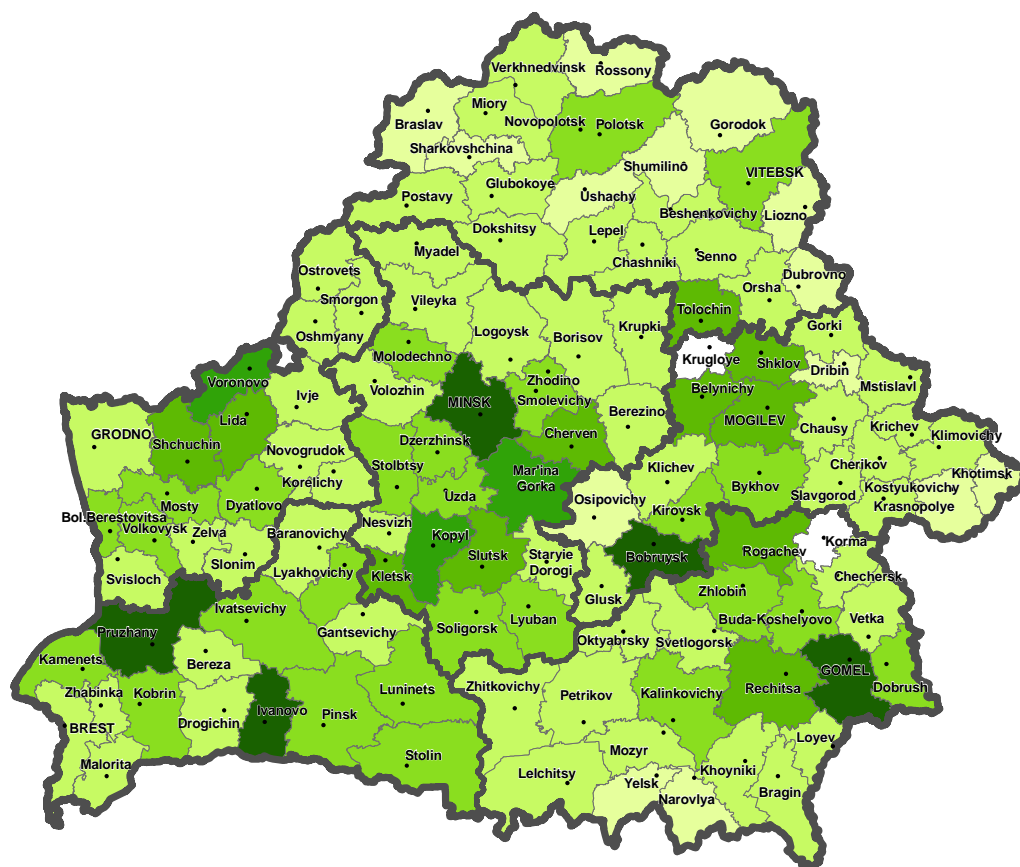 Verkhnedvinsk
Rossony
Miory
Braslav
Novopolotsk
Polotsk
Gorodok
Sharkovshchina
Shumilino
VITEBSK
Glubokoye
Postavy
Ushachy
Beshenkovichy
Liozno
Dokshitsy
Lepel
Myadel
Chashniki
Senno
Ostrovets
Dubrovno
Smorgon
Vileyka
Orsha
Tolochin
Oshmyany
Logoysk
Borisov
Krupki
Gorki
Molodechno
Krugloye
Shklov
Voronovo
Dribin
Volozhin
Zhodino
Belynichy
Mstislavl
Ivje
Smolevichy
MINSK
Berezino
Lida
MOGILEV
GRODNO
Chausy
Krichev
Shchuchin
Dzerzhinsk
Cherven
Klimovichy
Novogrudok
Stolbtsy
Mar'ina
Gorka
Klichev
Cherikov
Khotimsk
Korelichy
Bykhov
Slavgorod
Kostyukovichy
Mosty
Dyatlovo
Uzda
Osipovichy
Krasnopolye
Bol.Berestovitsa
Kirovsk
Volkovysk
Nesvizh
Zelva
Baranovichy
Kopyl
Korma
Slutsk
Staryie
Dorogi
Bobruysk
Rogachev
Slonim
Svisloch
Lyakhovichy
Kletsk
Chechersk
Glusk
Zhlobin
Ivatsevichy
Lyuban
Buda-Koshelyovo
Vetka
Pruzhany
Gantsevichy
Soligorsk
Oktyabrsky
Svetlogorsk
Kamenets
Bereza
GOMEL
Zhabinka
Kobrin
Luninets
Zhitkovichy
Petrikov
Kalinkovichy
Rechitsa
Dobrush
BREST
Drogichin
Ivanovo
Pinsk
Loyev
Malorita
Stolin
Mozyr
Lelchitsy
Yelsk
Khoyniki
Narovlya
Bragin